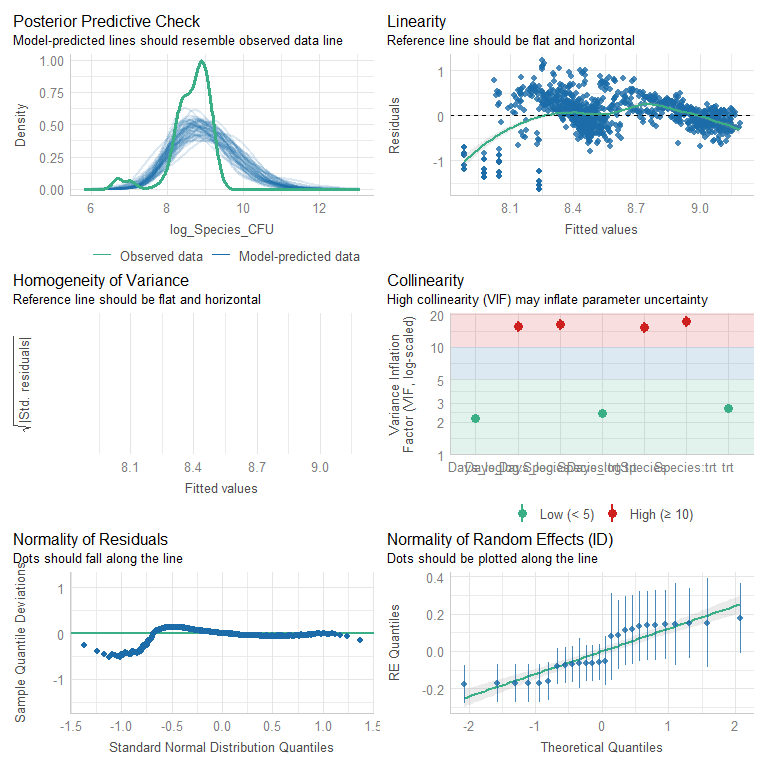 Posterior Predictive Check
Model-predicted lines should resemble observed data line
Density
1.00
0.75
0.50
0.25
0.00
6 8 10 12
log_Species_CFU
Observed data Model-predicted data
Linearity
Reference line should be flat and horizontal
Residuals
1
0
-1
8.1 8.4 8.7 9.0
Fitted values
Homogeneity of Variance
Reference line should be flat and horizontal
√|Std. residuals|
8.1 8.4 8.7 9.0
Fitted values
Collinearity
High collinearity (VIF) may inflate parameter uncertainty
Variance Inflation
Factor (VIF, log-scaled)
20
10
5
3
2
1
Species:trt trt
Low (< 5) High (≥ 10)
Normality of Residuals
Dots should fall along the line
Sample Quantile Deviations
1
0
-1
-1.5 -1.0 -0.5 0.0 0.5 1.0 1.5
Standard Normal Distribution Quantiles
Normality of Random Effects (ID)
Dots should be plotted along the line
RE Quantiles
0.4
0.2
0.0
-0.2
-2 -1 0 1 2
Theoretical Quantiles